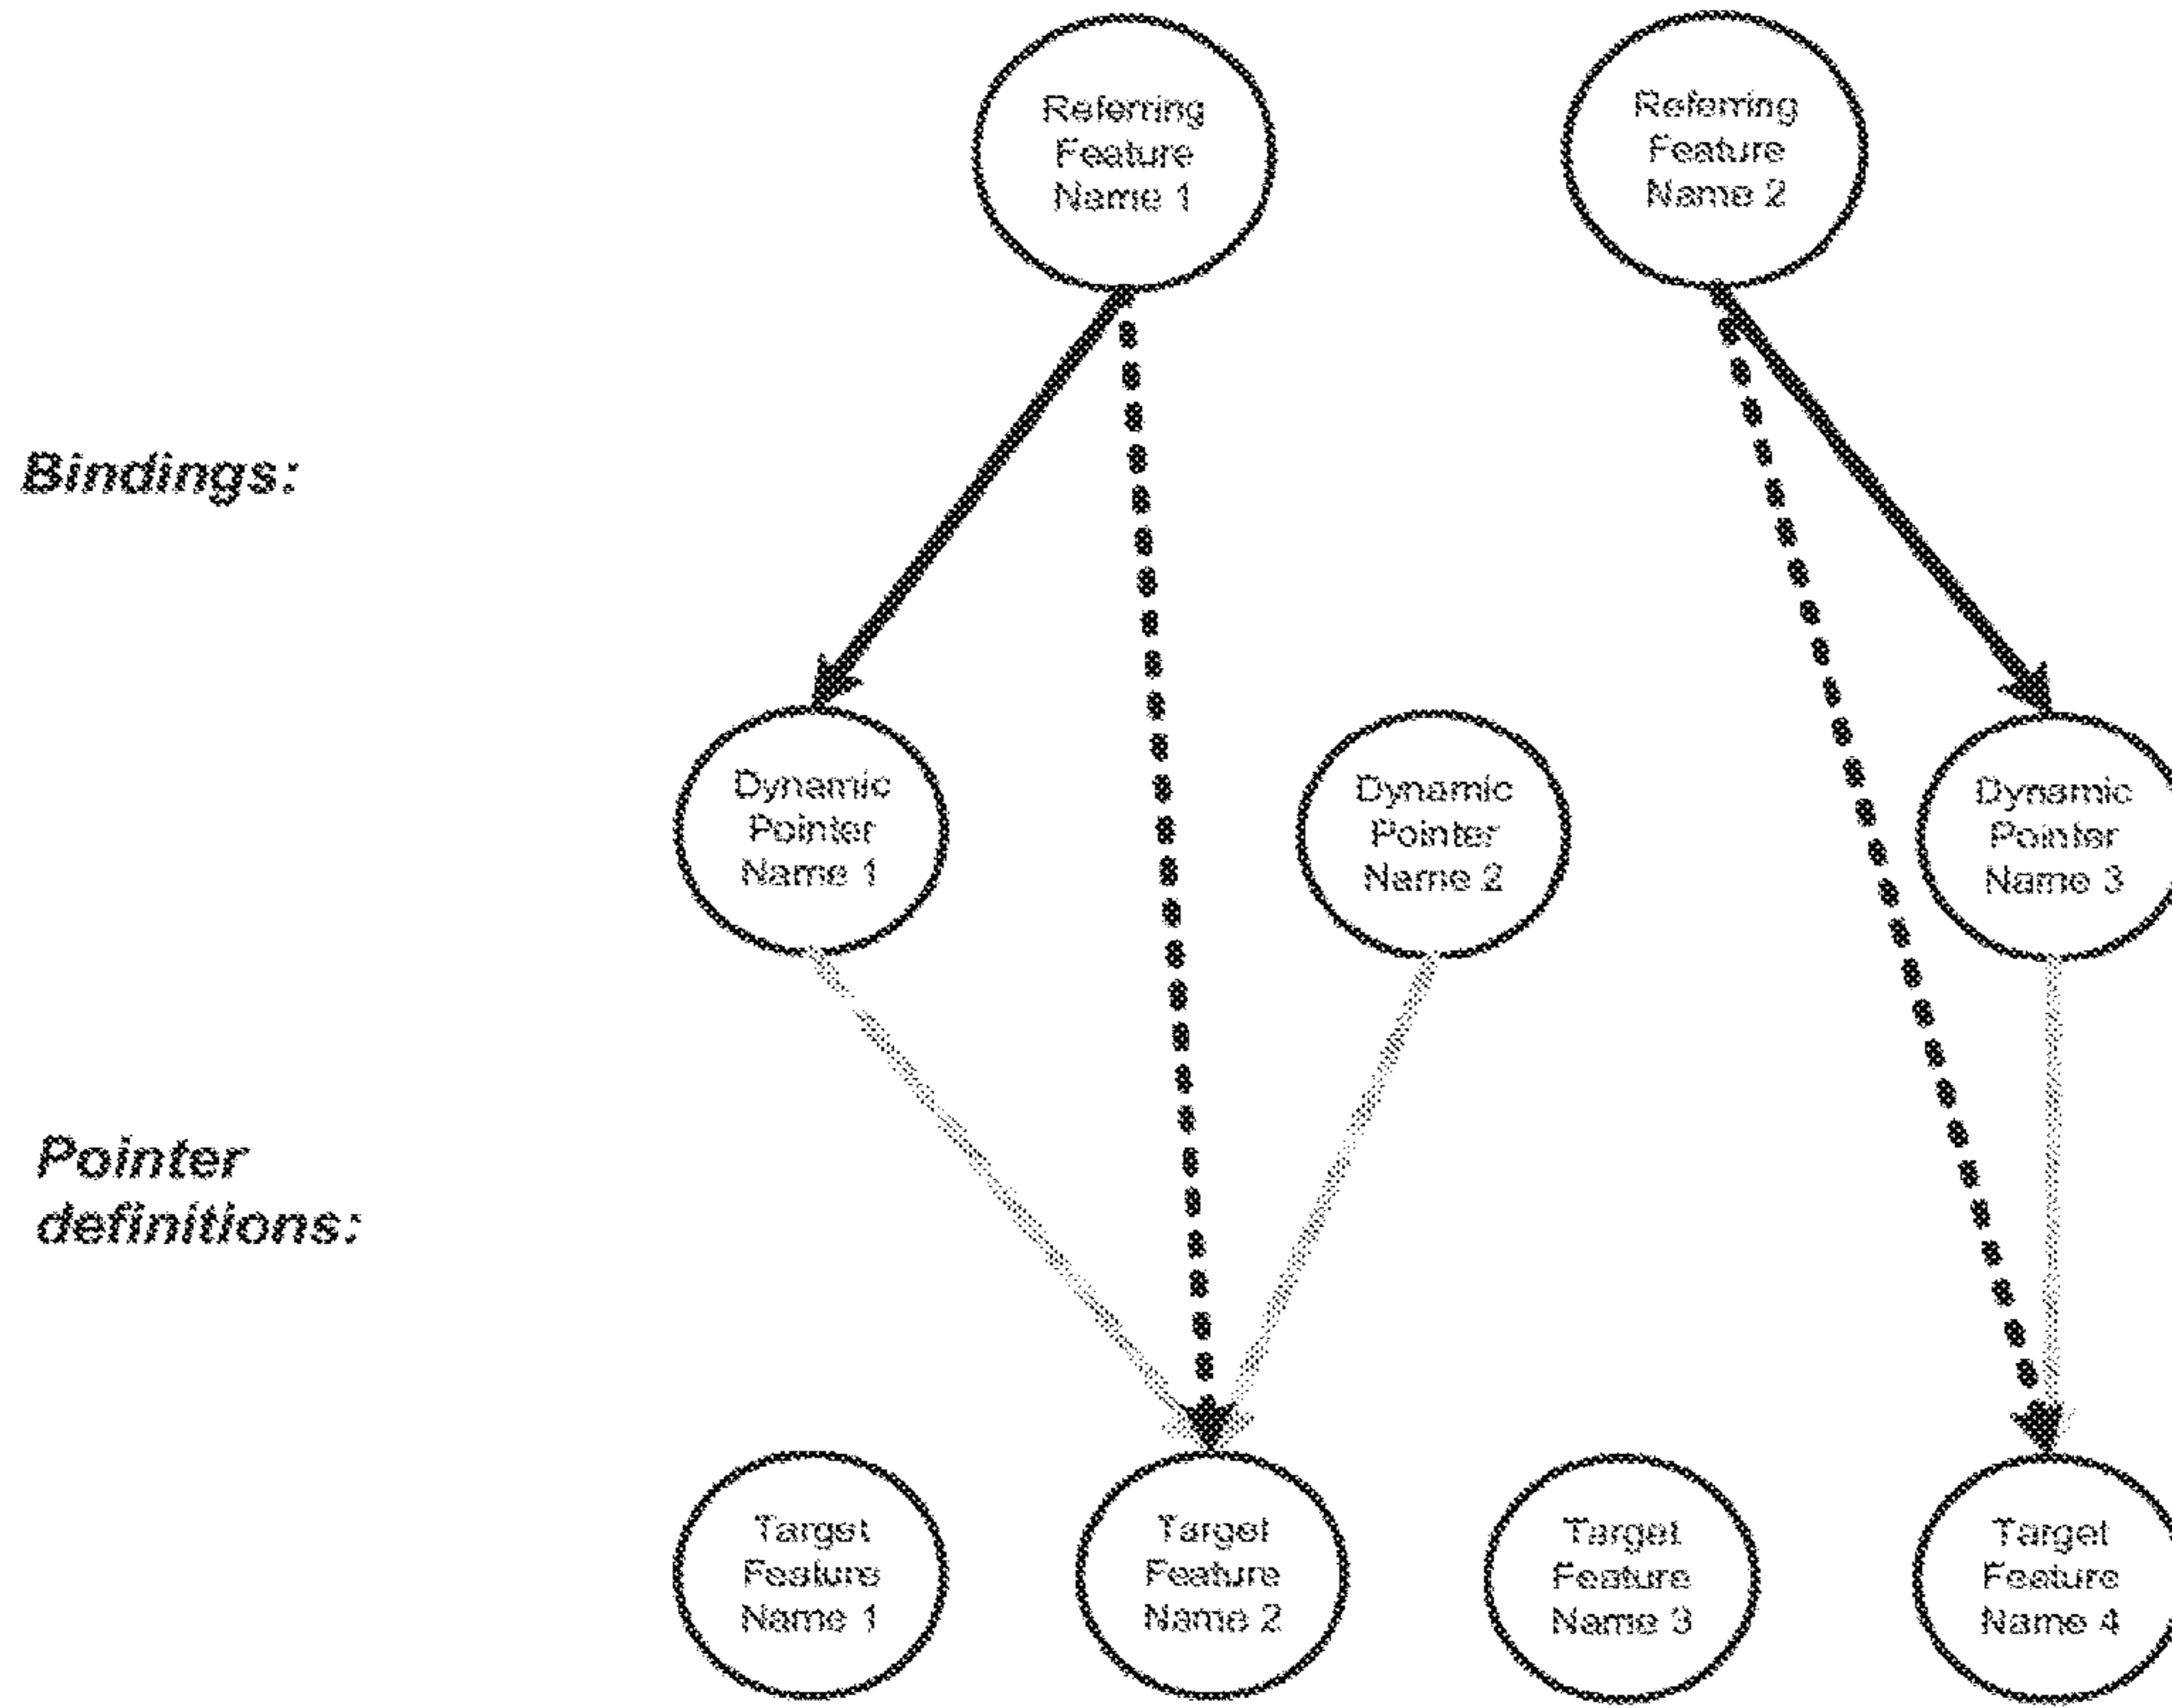 Referring
Feature
Name 1
Referring
Feature
Name 2
Bindings:
Dynamic
Pointer
Name 1
Dynamic
Pointer
Name 2
Dynamic
Pointer
Name 3
Pointer
definitions:
Target
Feature
Name 1
Target
Feature
Name 2
Target
Feature
Name 3
Target
Feature
Name 4